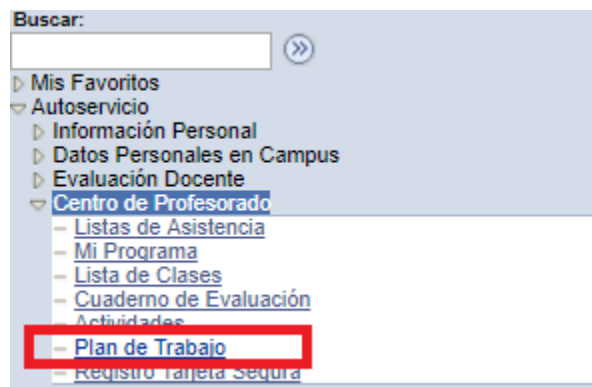 Buscar:
Mis Favoritos
Autoservicio
Información Personal
Datos Personales en Campus
Evaluación Docente
Centro de Profesorado
Listas de Asistencia
Mi Programa
Lista de Clases
Cuaderno de Evaluación
Actividades
Plan de Trabajo
Registro Tarjeta Segura